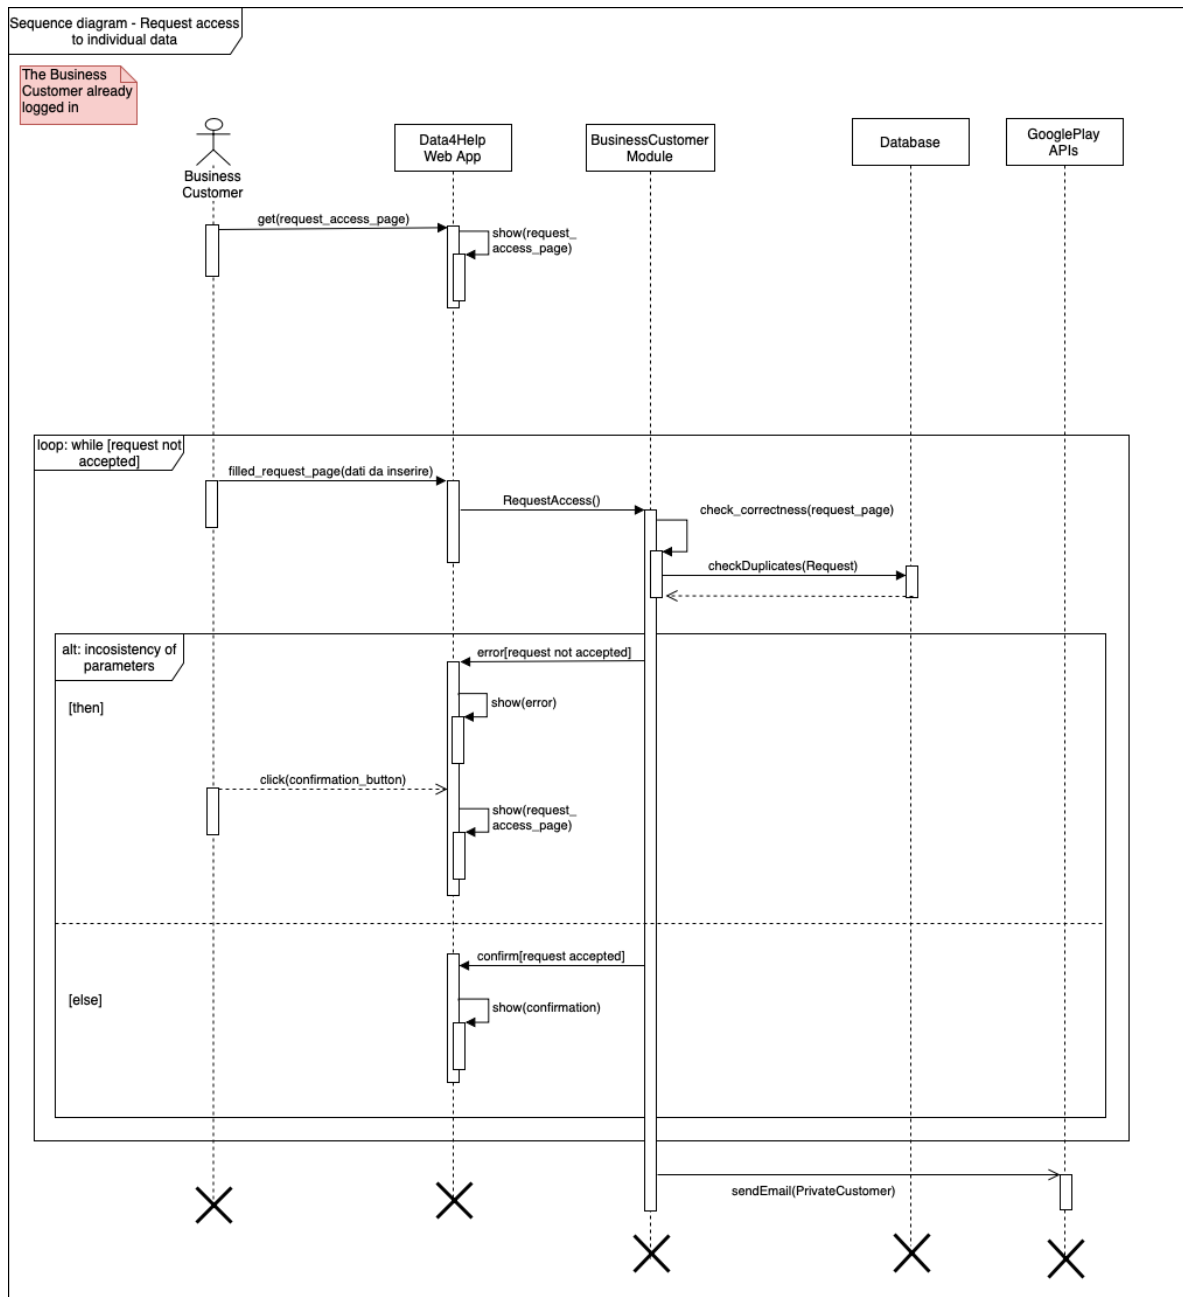 Sequence diagram - Request access
to individual data
The Business
Customer already
logged in
Business
Customer
Data4Help
Web App
BusinessCustomer
Module
Database
GooglePlay
APIs
get(request_access_page)
show(request_
access_page)
loop: while [request not
accepted]
filled_request_page(dati da inserire)
RequestAccess()
check_correctness(request_page)
checkDuplicates(Request)
alt: incosistency of
parameters
error[request not accepted]
[then]
show(error)
click(confirmation_button)
show(request_
access_page)
confirm[request accepted]
[else]
show(confirmation)
sendEmail(PrivateCustomer)